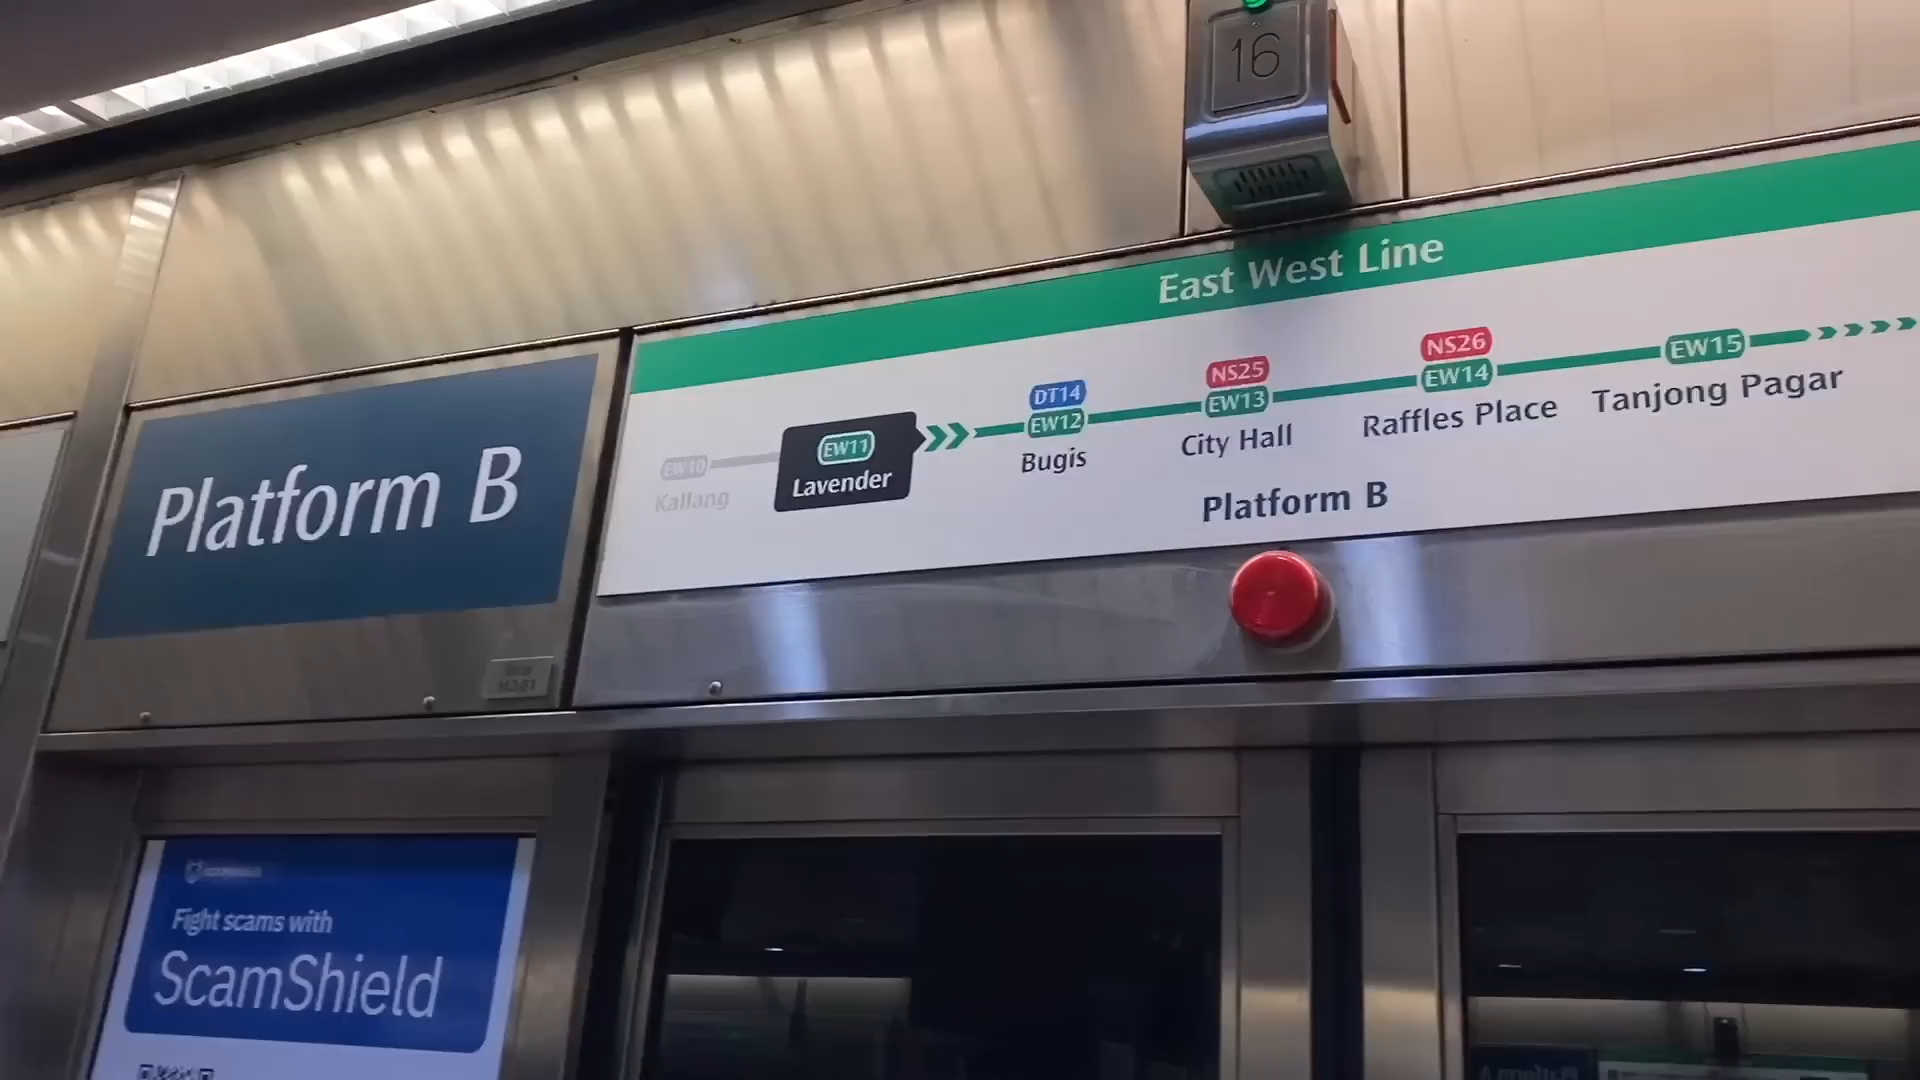 16
East West Line
NS26
NS25
DT14
EW15
EW14
EW13
EW12
EW11
EW10
Tanjong Pagar
Raffles Place
City Hall
Bugis
Lavender
Kallang
Platform B
Platform B
Fight scams with
ScamShield